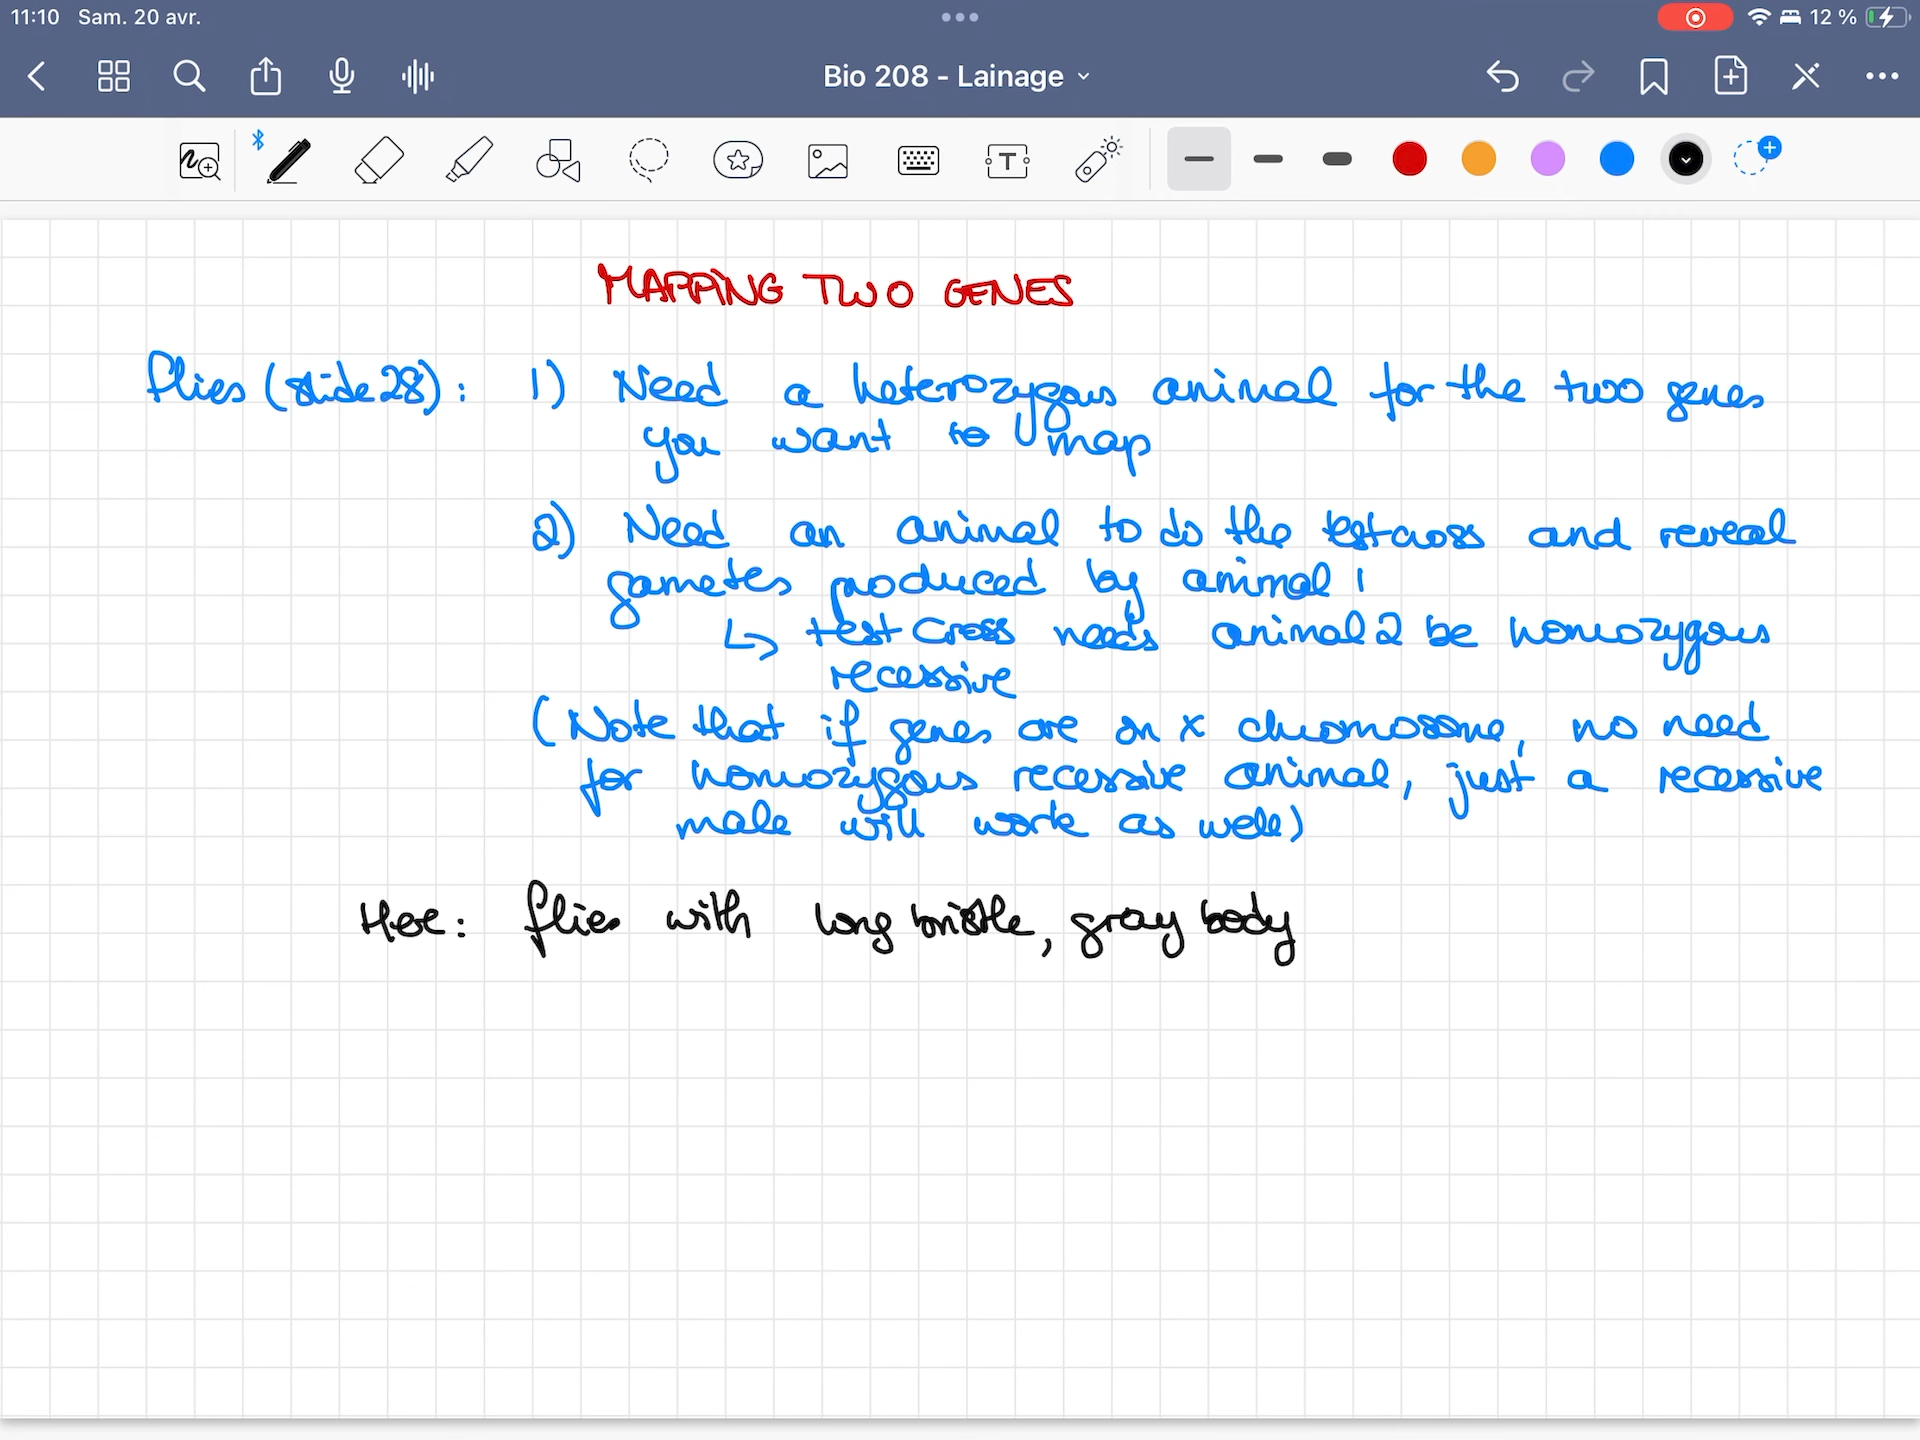 11:10 Sam. 20 avr.
12 %
Bio 208 - Lainage
T
MAPPING TWO GENES
flies (slide 28): 1) Need a heterozygous animal for the two genes
you want to map
2) Need an animal to do the testcross and reveal
gametes produced by animal 1
↳ test cross needs animal 2 be homozygous
recessive
(Note that if genes are on x chromosome, no need
for homozygous recessive animal, just a recessive
male will work as well)
Here: flies with long bristle, gray body